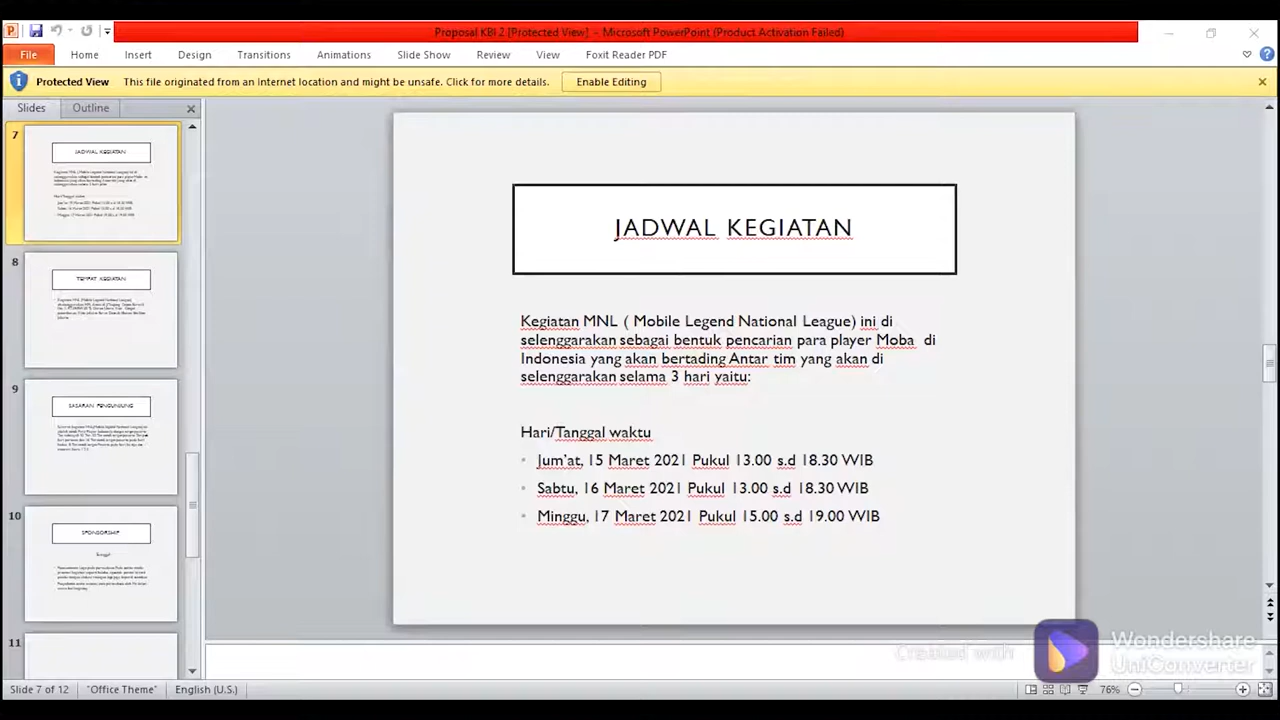 Proposal KBI 2 [Protected View] - Microsoft PowerPoint (Product Activation Failed)
File Home Insert Design Transitions Animations Slide Show Review View Foxit Reader PDF
Protected View This file originated from an Internet location and might be unsafe. Click for more details. Enable Editing
Slides Outline
7
JADWAL KEGIATAN
8
TEMPAT KEGIATAN
9
SASARAN PENGUNJUNG
10
SPONSORSHIP
11
JADWAL KEGIATAN
Kegiatan MNL ( Mobile Legend National League) ini di
selenggarakan sebagai bentuk pencarian para player Moba di
Indonesia yang akan bertading Antar tim yang akan di
selenggarakan selama 3 hari yaitu:
Hari/Tanggal waktu
Jum'at, 15 Maret 2021 Pukul 13.00 s.d 18.30 WIB
Sabtu, 16 Maret 2021 Pukul 13.00 s.d 18.30 WIB
Minggu, 17 Maret 2021 Pukul 15.00 s.d 19.00 WIB
Created with
Wondershare
UniConverter
Slide 7 of 12 "Office Theme" English (U.S.) 76%